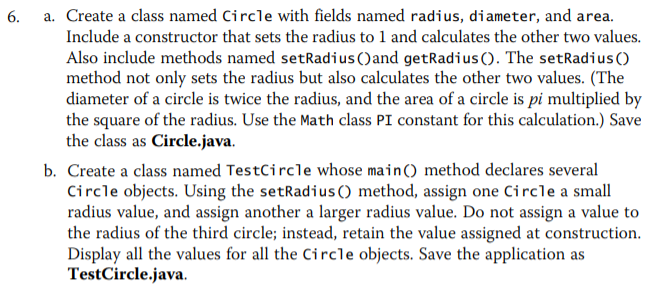 6. a. Create a class named Circle with fields named radius, diameter, and area.
Include a constructor that sets the radius to 1 and calculates the other two values.
Also include methods named setRadius()and getRadius(). The setRadius()
method not only sets the radius but also calculates the other two values. (The
diameter of a circle is twice the radius, and the area of a circle is pi multiplied by
the square of the radius. Use the Math class PI constant for this calculation.) Save
the class as Circle.java.
b. Create a class named TestCircle whose main() method declares several
Circle objects. Using the setRadius() method, assign one Circle a small
radius value, and assign another a larger radius value. Do not assign a value to
the radius of the third circle; instead, retain the value assigned at construction.
Display all the values for all the Circle objects. Save the application as
TestCircle.java.